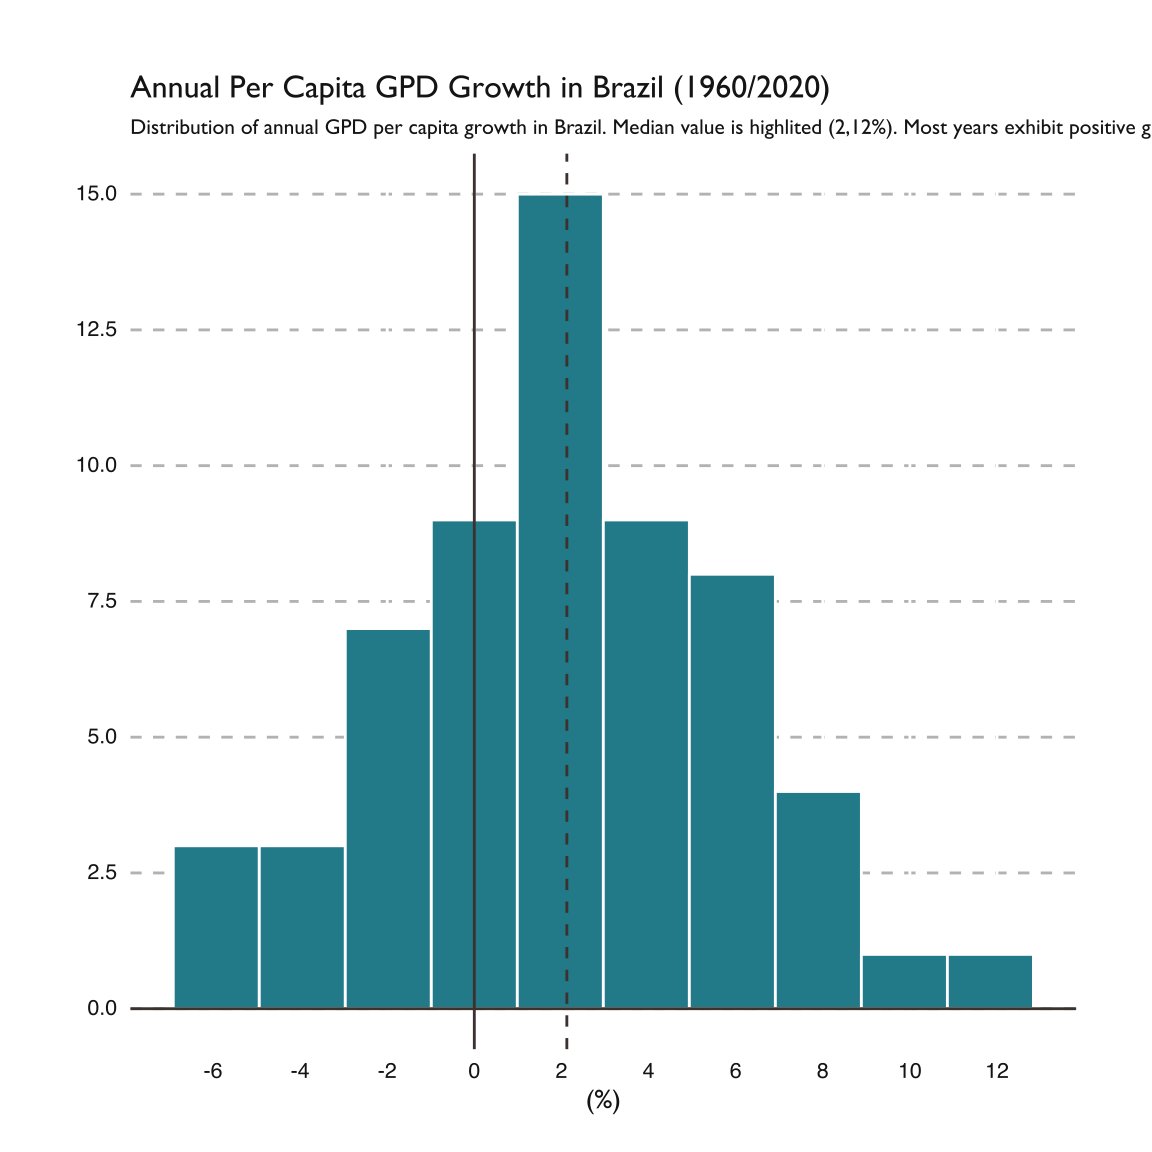 Annual Per Capita GPD Growth in Brazil (1960/2020)
Distribution of annual GPD per capita growth in Brazil. Median value is highlited (2,12%). Most years exhibit positive g
15.0
12.5
10.0
7.5
5.0
2.5
0.0
-6 -4 -2 0 2 4 6 8 10 12
(%)